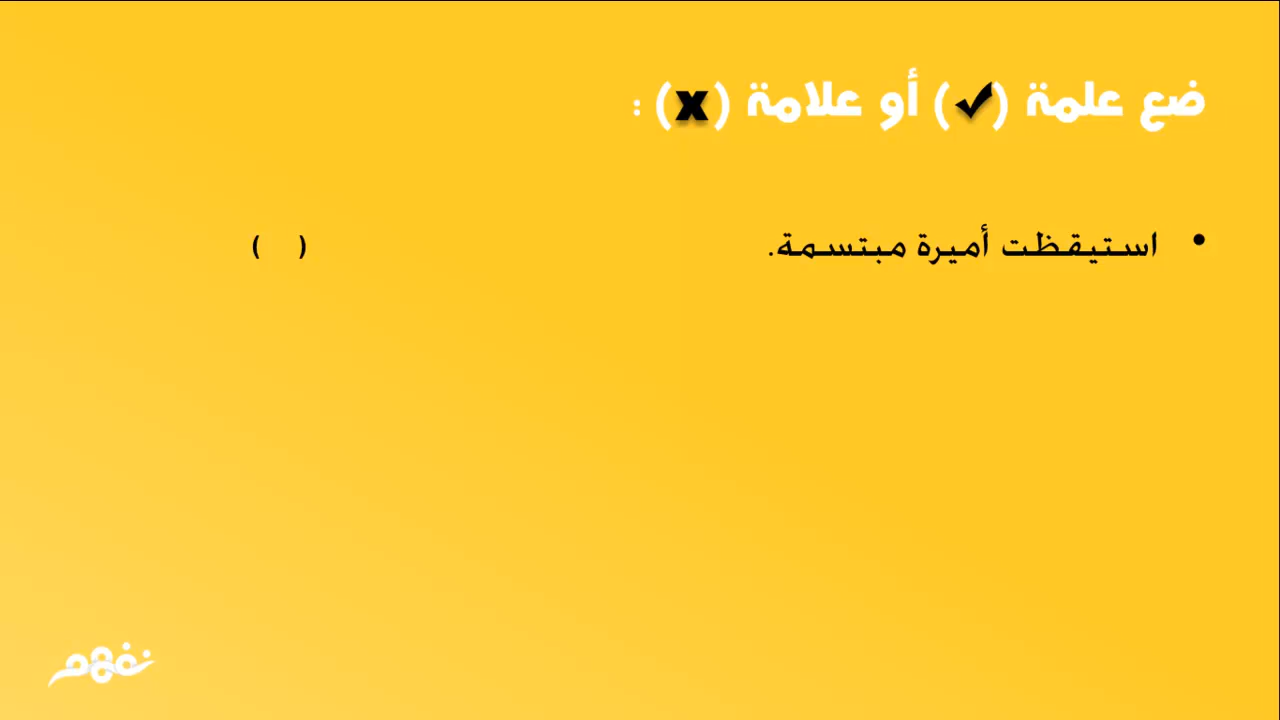 ضع علمة (✓) أو علامة (x) :
• استيقظت أميرة مبتسمة. ( )
نفهم